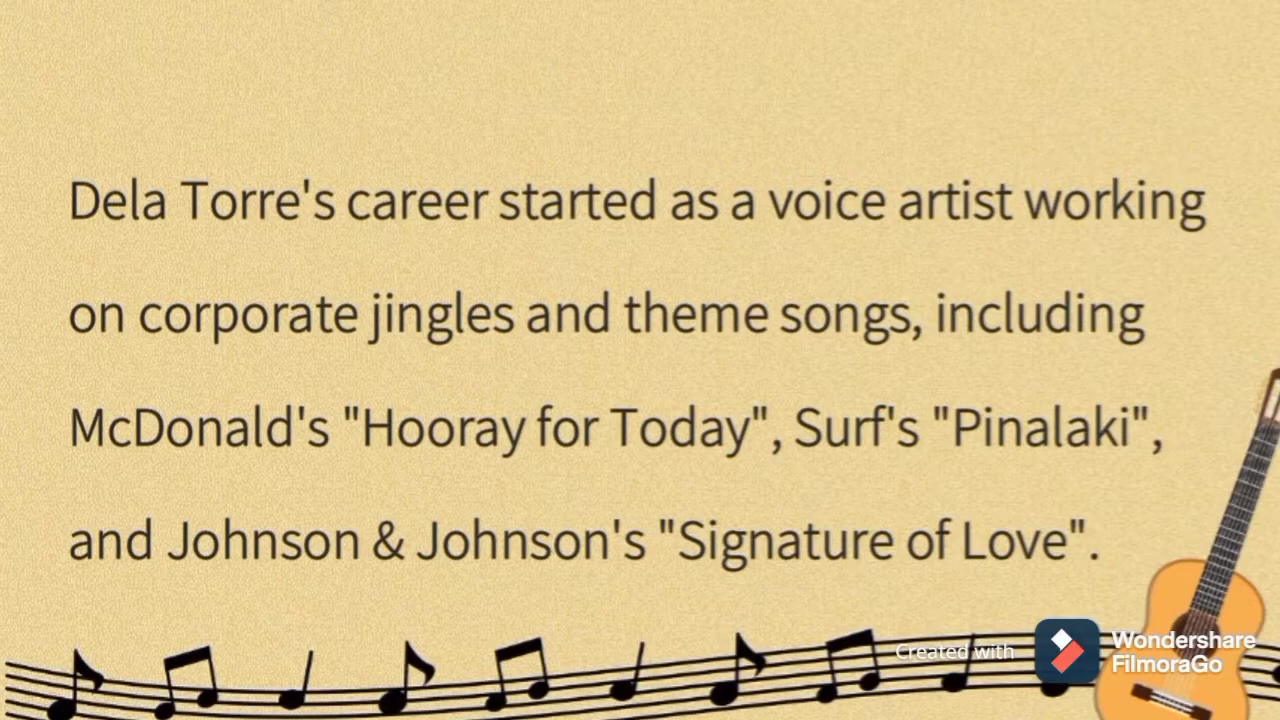 Dela Torre's career started as a voice artist working
on corporate jingles and theme songs, including
McDonald's "Hooray for Today", Surf's "Pinalaki",
and Johnson & Johnson's "Signature of Love".
Created with
Wondershare
FilmoraGo